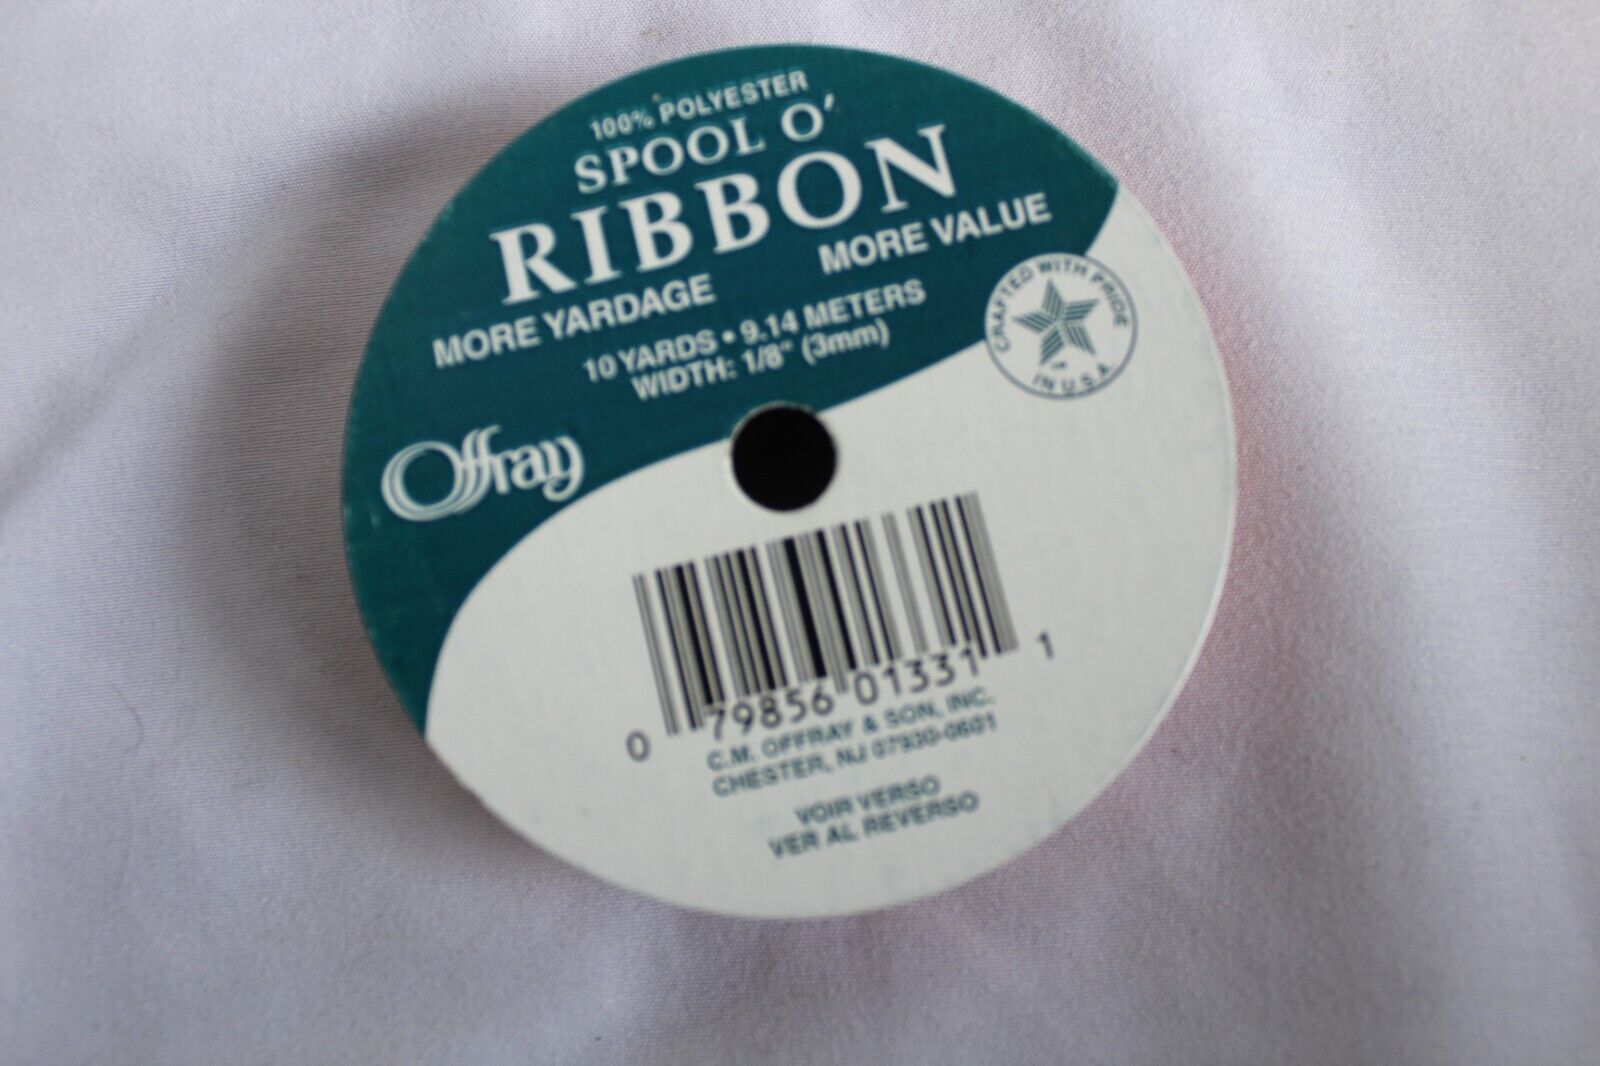 100% POLYESTER
SPOOL O'
RIBBON
MORE YARDAGE MORE VALUE
10 YARDS • 9.14 METERS
WIDTH: 1/8" (3mm)
CRAFTED WITH PRIDE
IN U.S.A.
Offray
0 79856 01331 1
C.M. OFFRAY & SON, INC.
CHESTER, NJ 07930-0601
VOIR VERSO
VER AL REVERSO